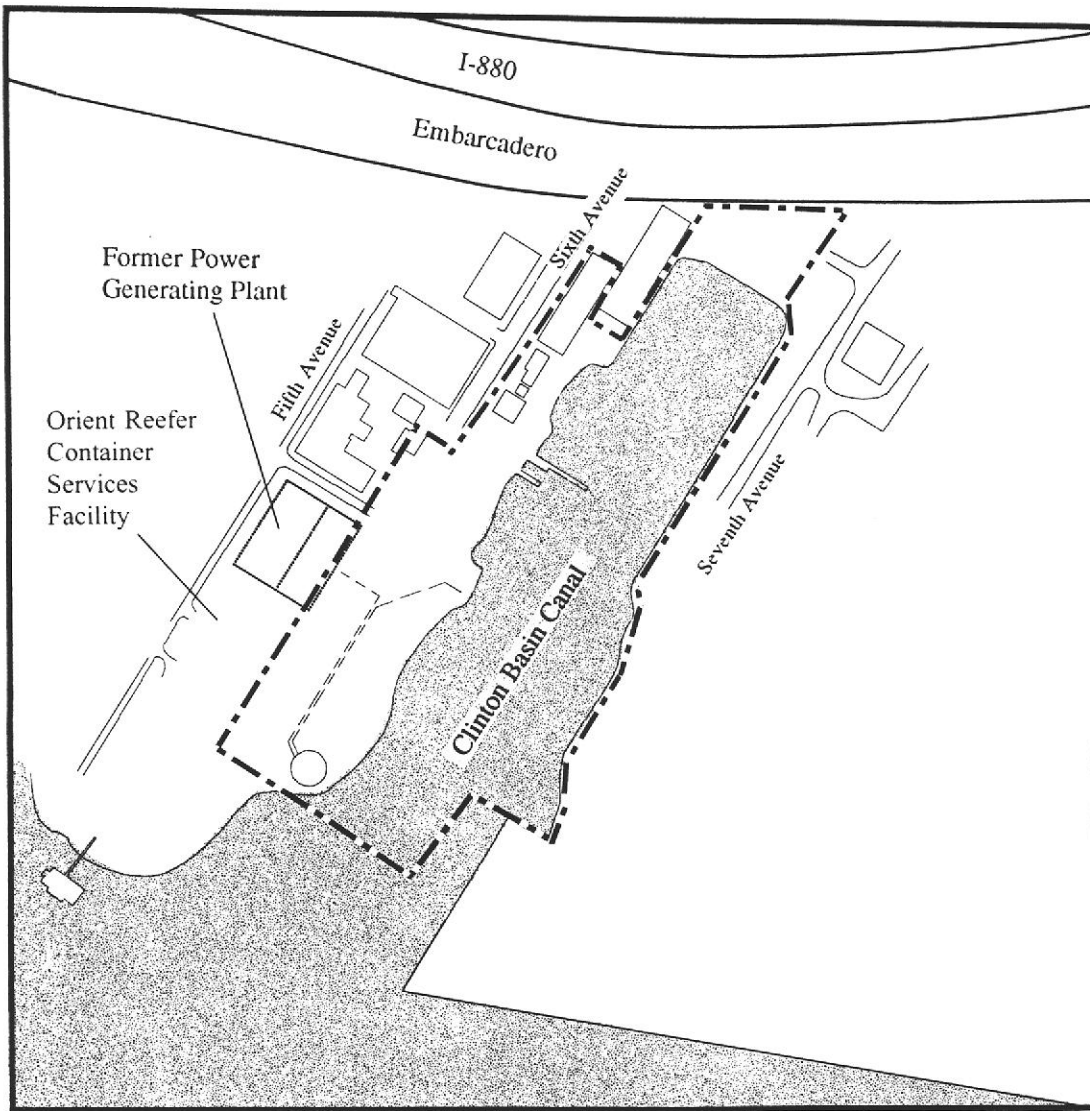 I-880
Embarcadero
Sixth Avenue
Former Power
Generating Plant
Fifth Avenue
Orient Reefer
Container
Services
Facility
Seventh Avenue
Clinton Basin Canal